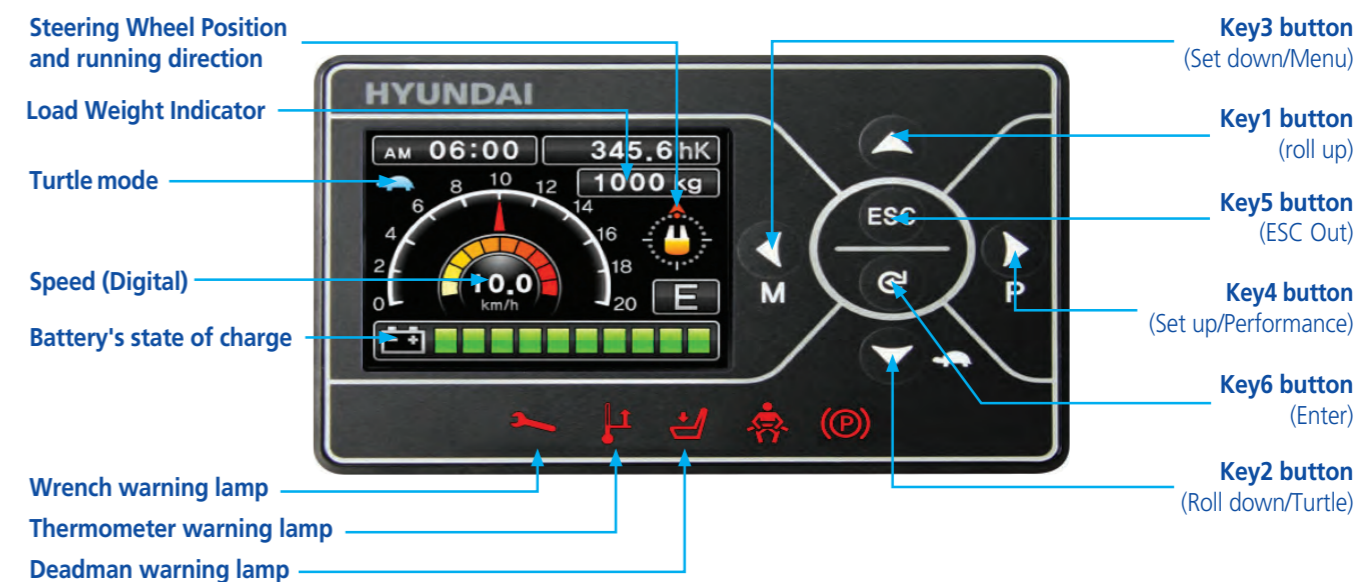 Steering Wheel Position
and running direction
Load Weight Indicator
Turtle mode
Speed (Digital)
Battery's state of charge
Wrench warning lamp
Thermometer warning lamp
Deadman warning lamp
HYUNDAI
AM 06:00
345.6 hK
1000 kg
0
2
4
6
8
10
12
14
16
18
20
10.0
km/h
E
M
ESC
P
(P)
Key3 button
(Set down/Menu)
Key1 button
(roll up)
Key5 button
(ESC Out)
Key4 button
(Set up/Performance)
Key6 button
(Enter)
Key2 button
(Roll down/Turtle)